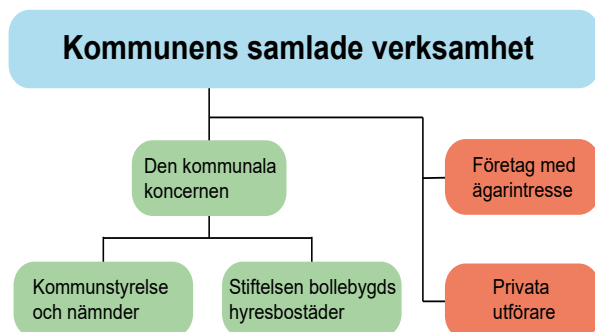 Kommunens samlade verksamhet
Den kommunala
koncernen
Företag med
ägarintresse
Kommunstyrelse
och nämnder
Stiftelsen bollebygds
hyresbostäder
Privata
utförare